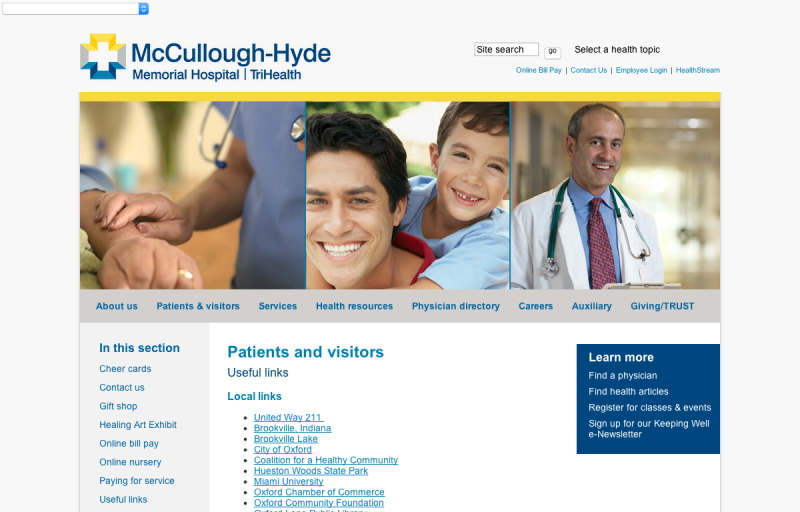 McCullough-Hyde
Memorial Hospital | TriHealth
Site search
go
Select a health topic
Online Bill Pay | Contact Us | Employee Login | HealthStream
About us
Patients & visitors
Services
Health resources
Physician directory
Careers
Auxiliary
Giving/TRUST
In this section
Cheer cards
Contact us
Gift shop
Healing Art Exhibit
Online bill pay
Online nursery
Paying for service
Useful links
Patients and visitors
Useful links
Local links
United Way 211
Brookville, Indiana
Brookville Lake
City of Oxford
Coalition for a Healthy Community
Hueston Woods State Park
Miami University
Oxford Chamber of Commerce
Oxford Community Foundation
Oxford Lane Public Library
Learn more
Find a physician
Find health articles
Register for classes & events
Sign up for our Keeping Well
e-Newsletter